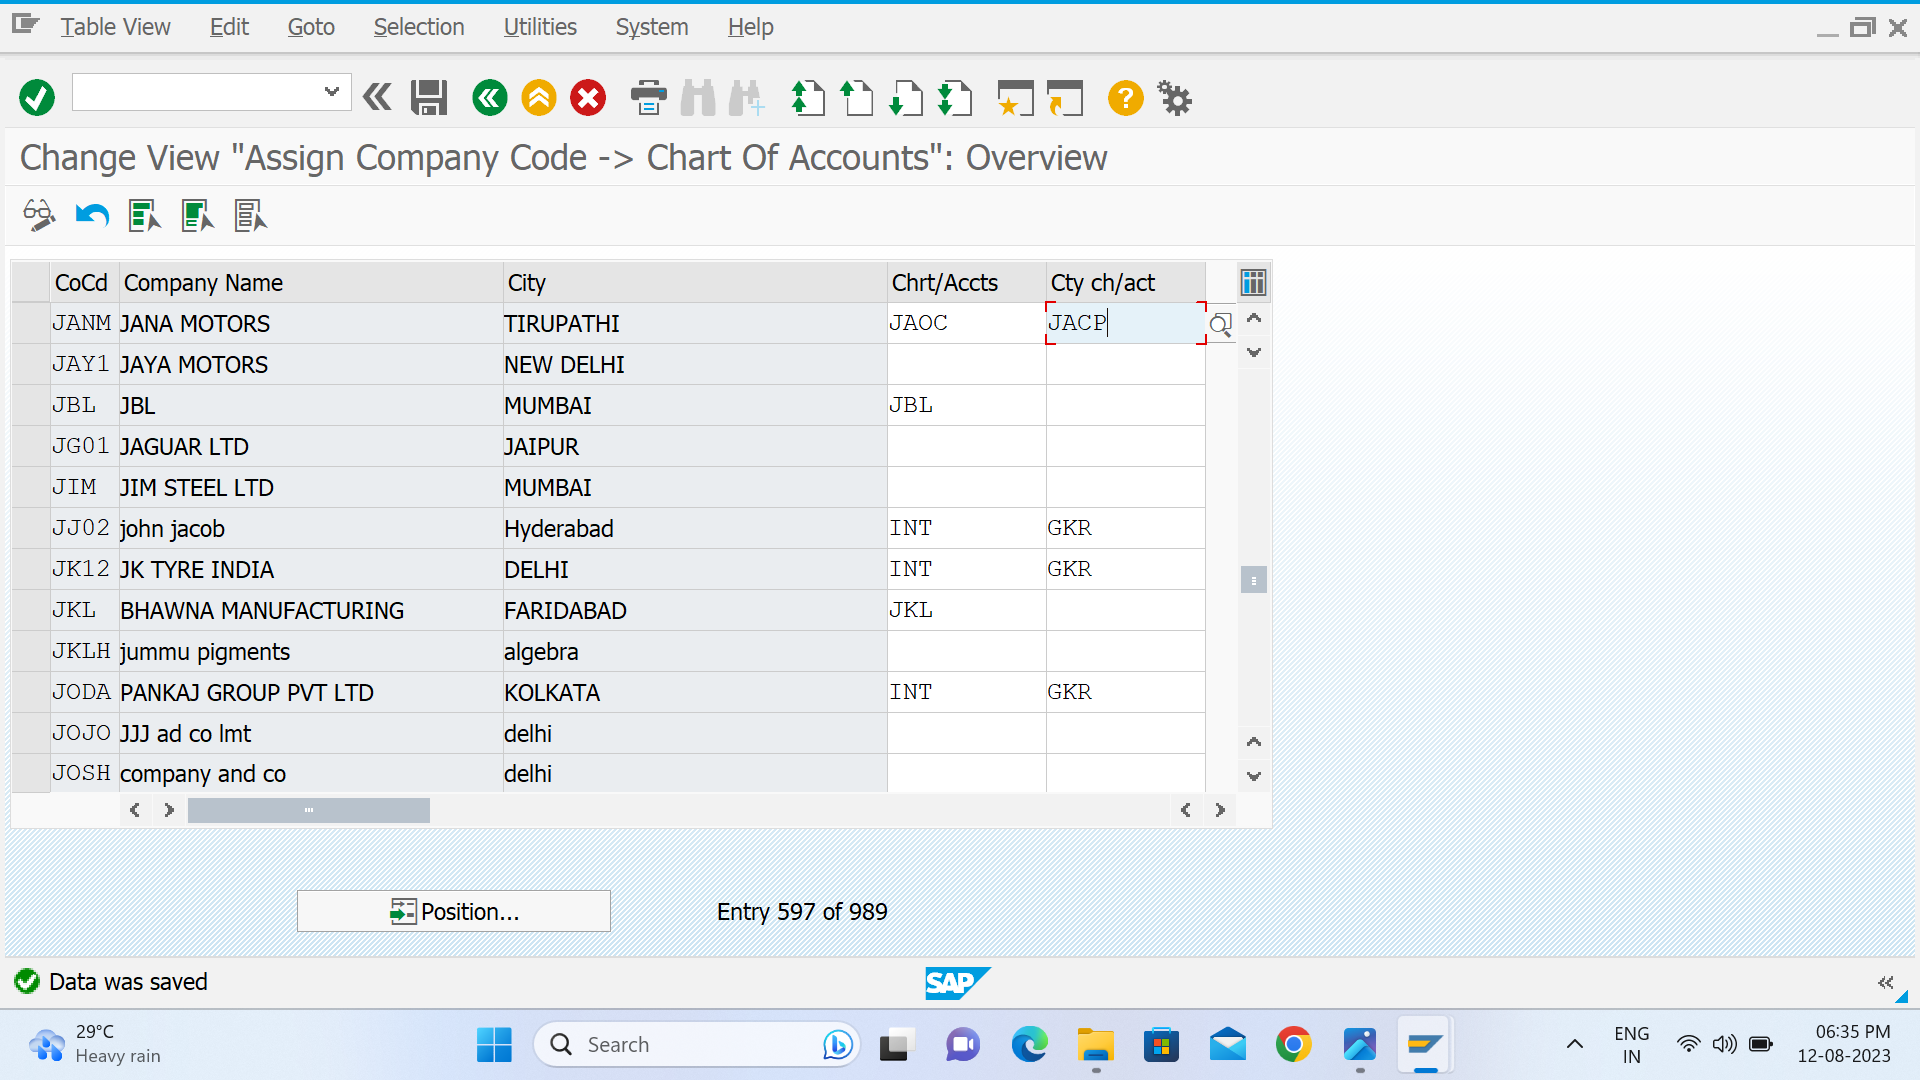 Table View Edit Goto Selection Utilities System Help
Change View "Assign Company Code -> Chart Of Accounts": Overview
CoCd Company Name City Chrt/Accts Cty ch/act
JANM JANA MOTORS TIRUPATHI JAOC JACP
JAY1 JAYA MOTORS NEW DELHI
JBL JBL MUMBAI JBL
JG01 JAGUAR LTD JAIPUR
JIM JIM STEEL LTD MUMBAI
JJ02 john jacob Hyderabad INT GKR
JK12 JK TYRE INDIA DELHI INT GKR
JKL BHAWNA MANUFACTURING FARIDABAD JKL
JKLH jummu pigments algebra
JODA PANKAJ GROUP PVT LTD KOLKATA INT GKR
JOJO JJJ ad co lmt delhi
JOSH company and co delhi
Position... Entry 597 of 989
Data was saved SAP
29°C
Heavy rain
Search
ENG
IN
06:35 PM
12-08-2023